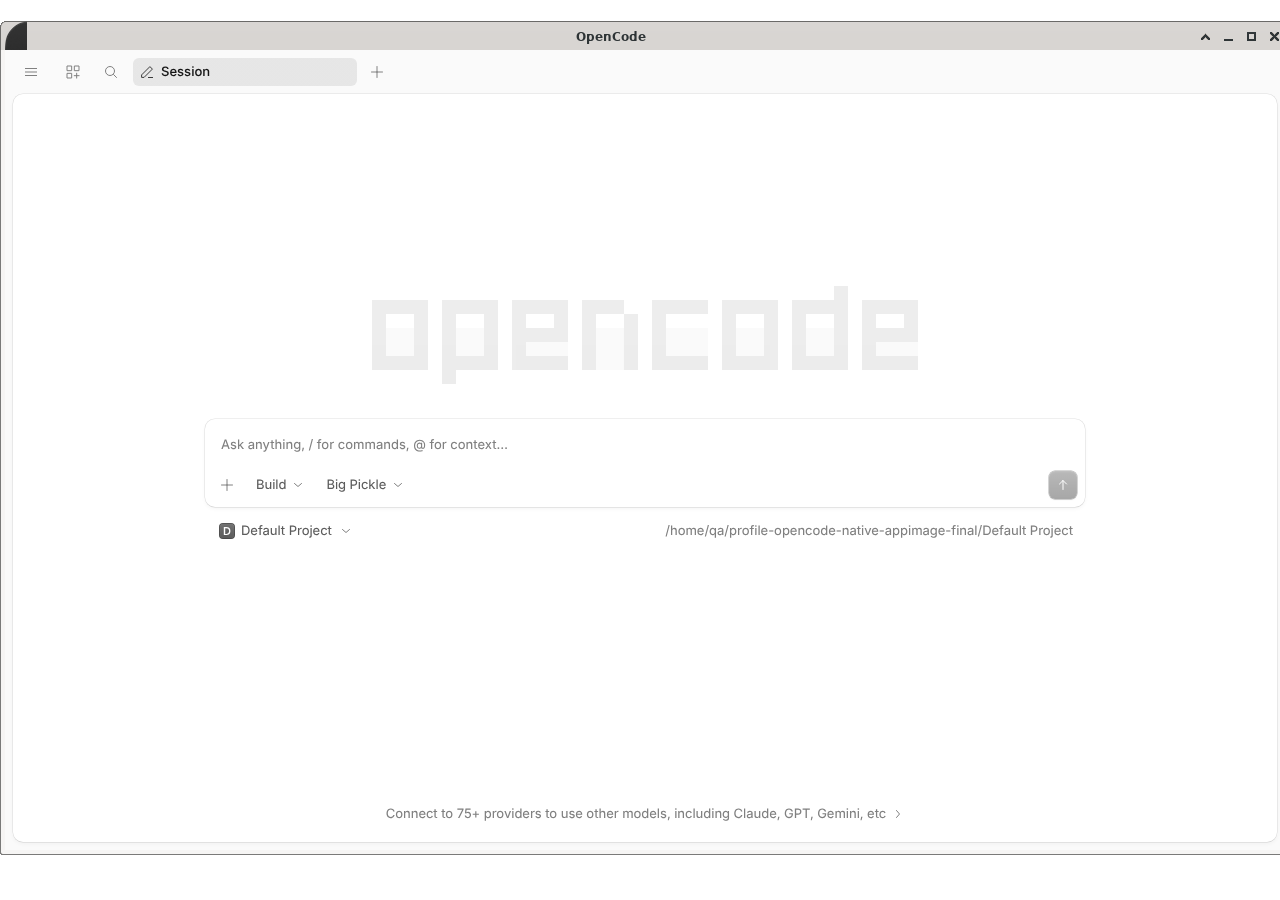 OpenCode
Session
opencode
Ask anything, / for commands, @ for context...
Build
Big Pickle
D Default Project
/home/qa/profile-opencode-native-appimage-final/Default Project
Connect to 75+ providers to use other models, including Claude, GPT, Gemini, etc